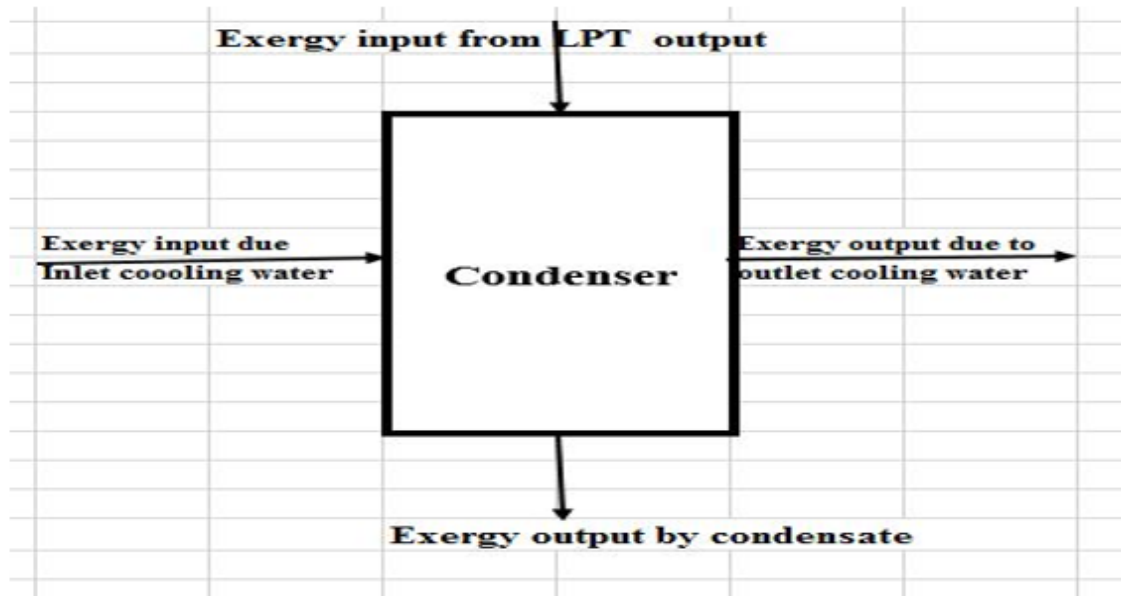 Exergy input from LPT output
Exergy input due
Inlet coooling water
Condenser
Exergy output due to
outlet cooling water
Exergy output by condensate